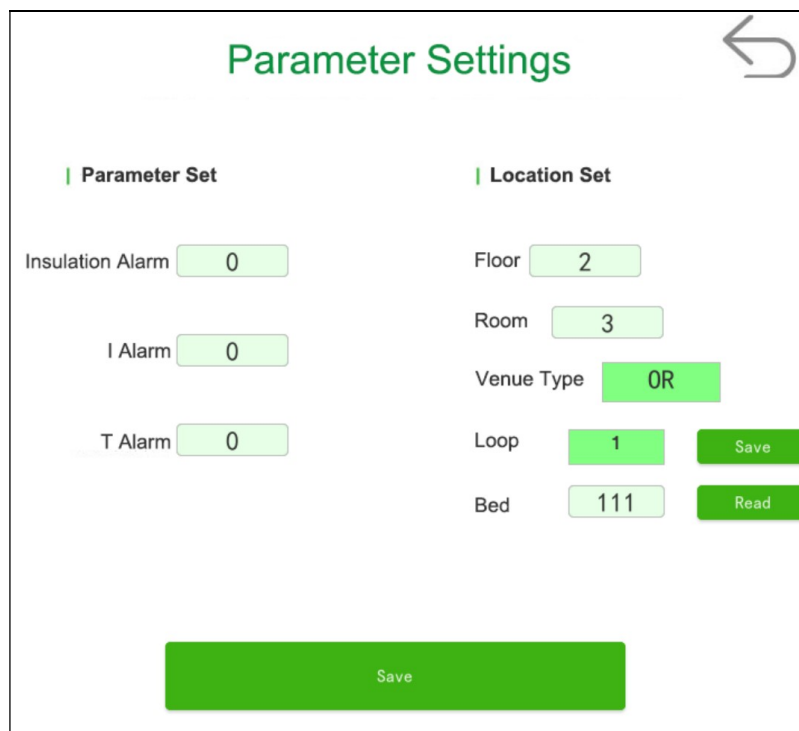 Parameter Settings
Parameter Set
Insulation Alarm 0
I Alarm 0
T Alarm 0
Location Set
Floor 2
Room 3
Venue Type OR
Loop 1 Save
Bed 111 Read
Save